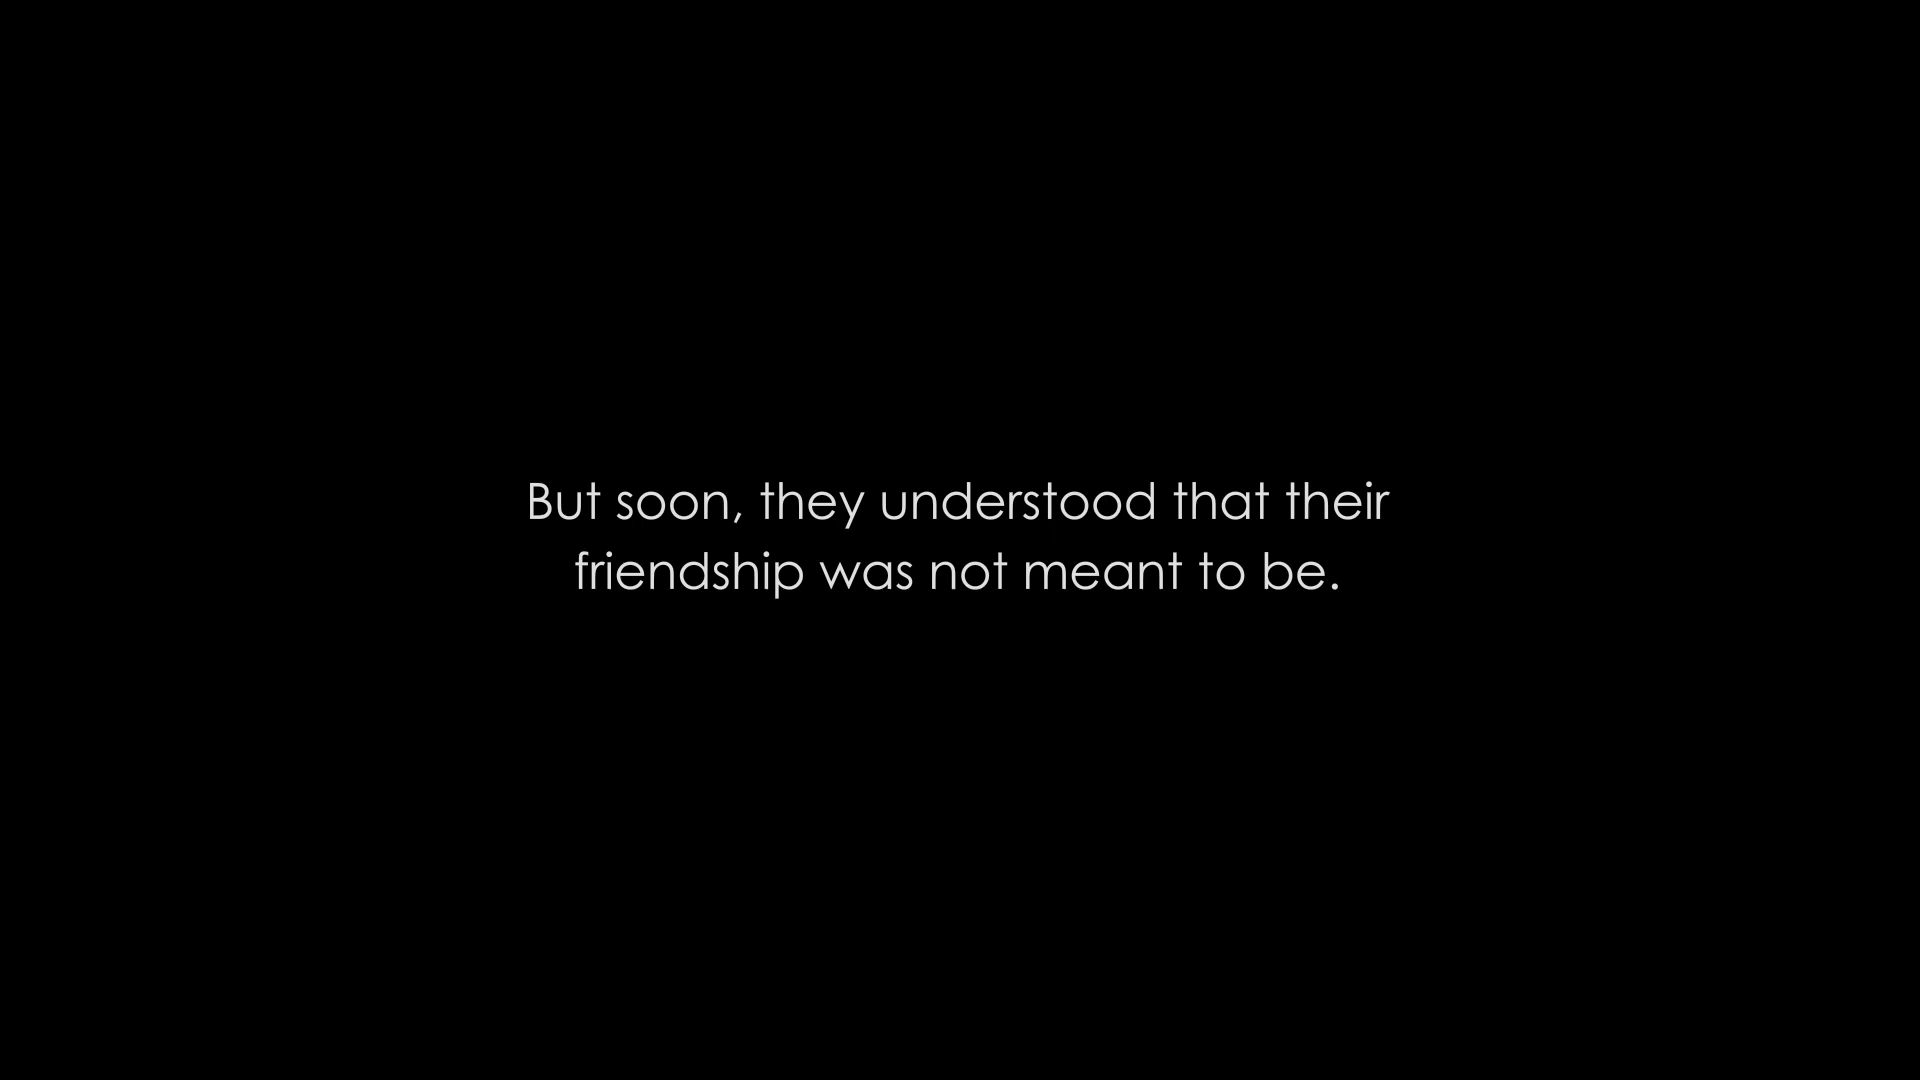 But soon, they understood that their
friendship was not meant to be.